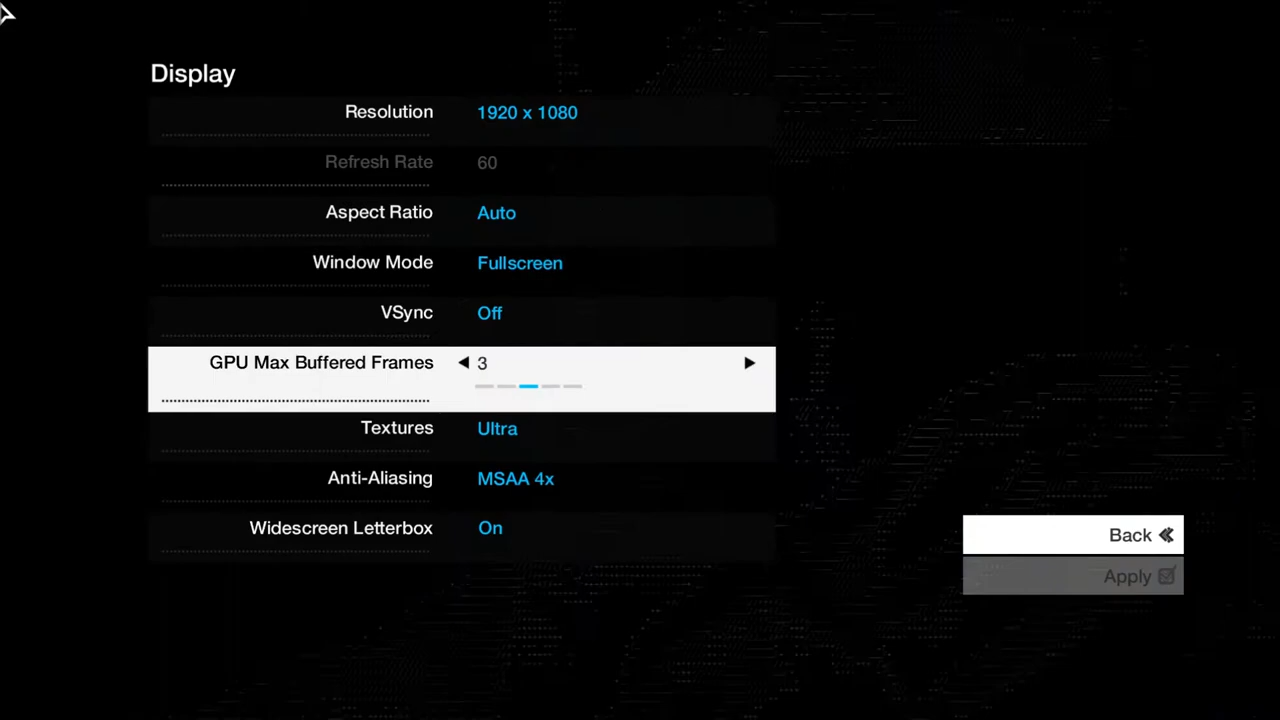 Display
Resolution 1920 x 1080
Refresh Rate 60
Aspect Ratio Auto
Window Mode Fullscreen
VSync Off
GPU Max Buffered Frames 3
Textures Ultra
Anti-Aliasing MSAA 4x
Widescreen Letterbox On
Back
Apply